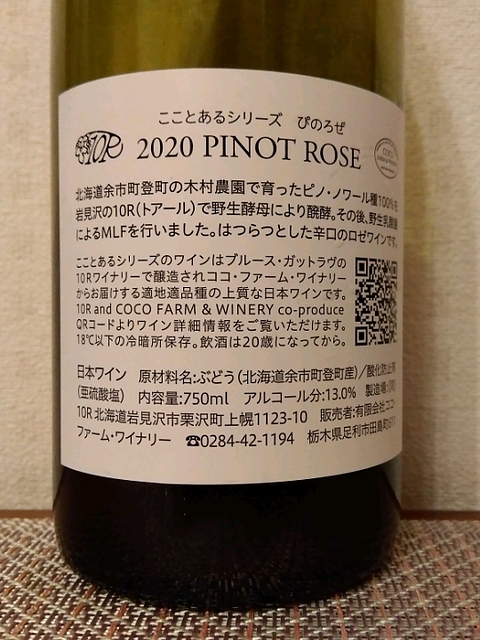 こことあるシリーズ　ぴのろぜ
10R 2020 PINOT ROSE COCO
北海道余市町登町の木村農園で育ったピノ・ノワール種100%を
岩見沢の10R(トアール)で野生酵母により醗酵。その後、野生乳酸菌
によるMLFを行いました。はつらつとした辛口のロゼワインです。
こことあるシリーズのワインはブルース・ガットラヴの
10Rワイナリーで醸造されココ・ファーム・ワイナリー
からお届けする適地適品種の上質な日本ワインです。
10R and COCO FARM & WINERY co-produce
QRコードよりワイン詳細情報をご覧いただけます。
18℃以下の冷暗所保存。飲酒は20歳になってから。
日本ワイン　原材料名:ぶどう(北海道余市町登町産)/酸化防止剤
(亜硫酸塩)　内容量:750ml　アルコール分:13.0%　製造場:(同)
10R 北海道岩見沢市栗沢町上幌1123-10　販売者:有限会社ココ・
ファーム・ワイナリー　☎0284-42-1194　栃木県足利市田島町